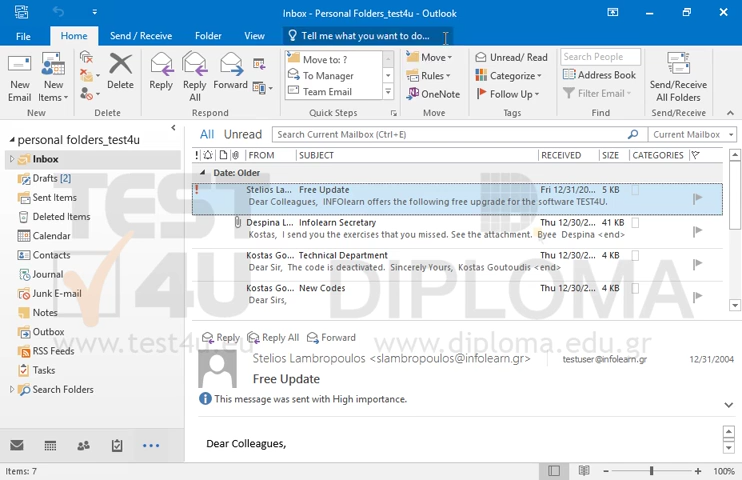 Inbox - Personal Folders_test4u - Outlook
File Home Send / Receive Folder View Tell me what you want to do...
New Email New Items Delete Reply Reply All Forward Move to: ? To Manager Team Email Move Rules OneNote Unread/ Read Categorize Follow Up Search People Address Book Filter Email Send/Receive All Folders
New Delete Respond Quick Steps Move Tags Find Send/Receive
personal folders_test4u
Inbox
Drafts [2]
Sent Items
Deleted Items
Calendar
Contacts
Journal
Junk E-mail
Notes
Outbox
RSS Feeds
Tasks
Search Folders
All Unread Search Current Mailbox (Ctrl+E) Current Mailbox
FROM SUBJECT RECEIVED SIZE CATEGORIES
Date: Older
Stelios La... Free Update Fri 12/31/20... 5 KB
Dear Colleagues, INFOlearn offers the following free upgrade for the software TEST4U.
Despina L... Infolearn Secretary Thu 12/30/2... 41 KB
Kostas, I send you the exercises that you missed. See the attachment. Byee Despina <end>
Kostas Go... Technical Department Thu 12/30/2... 4 KB
Dear Sir, The code is deactivated. Sincerely Yours, Kostas Goutoudis <end>
Kostas Go... New Codes Thu 12/30/2... 4 KB
Dear Sirs,
TEST 4U DIPLOMA
www.test4u.eu www.diploma.edu.gr
Reply Reply All Forward
Stelios Lambropoulos <slambropoulos@infolearn.gr> testuser@infolearn.gr 12/31/2004
Free Update
This message was sent with High importance.
Dear Colleagues,
Items: 7 100%